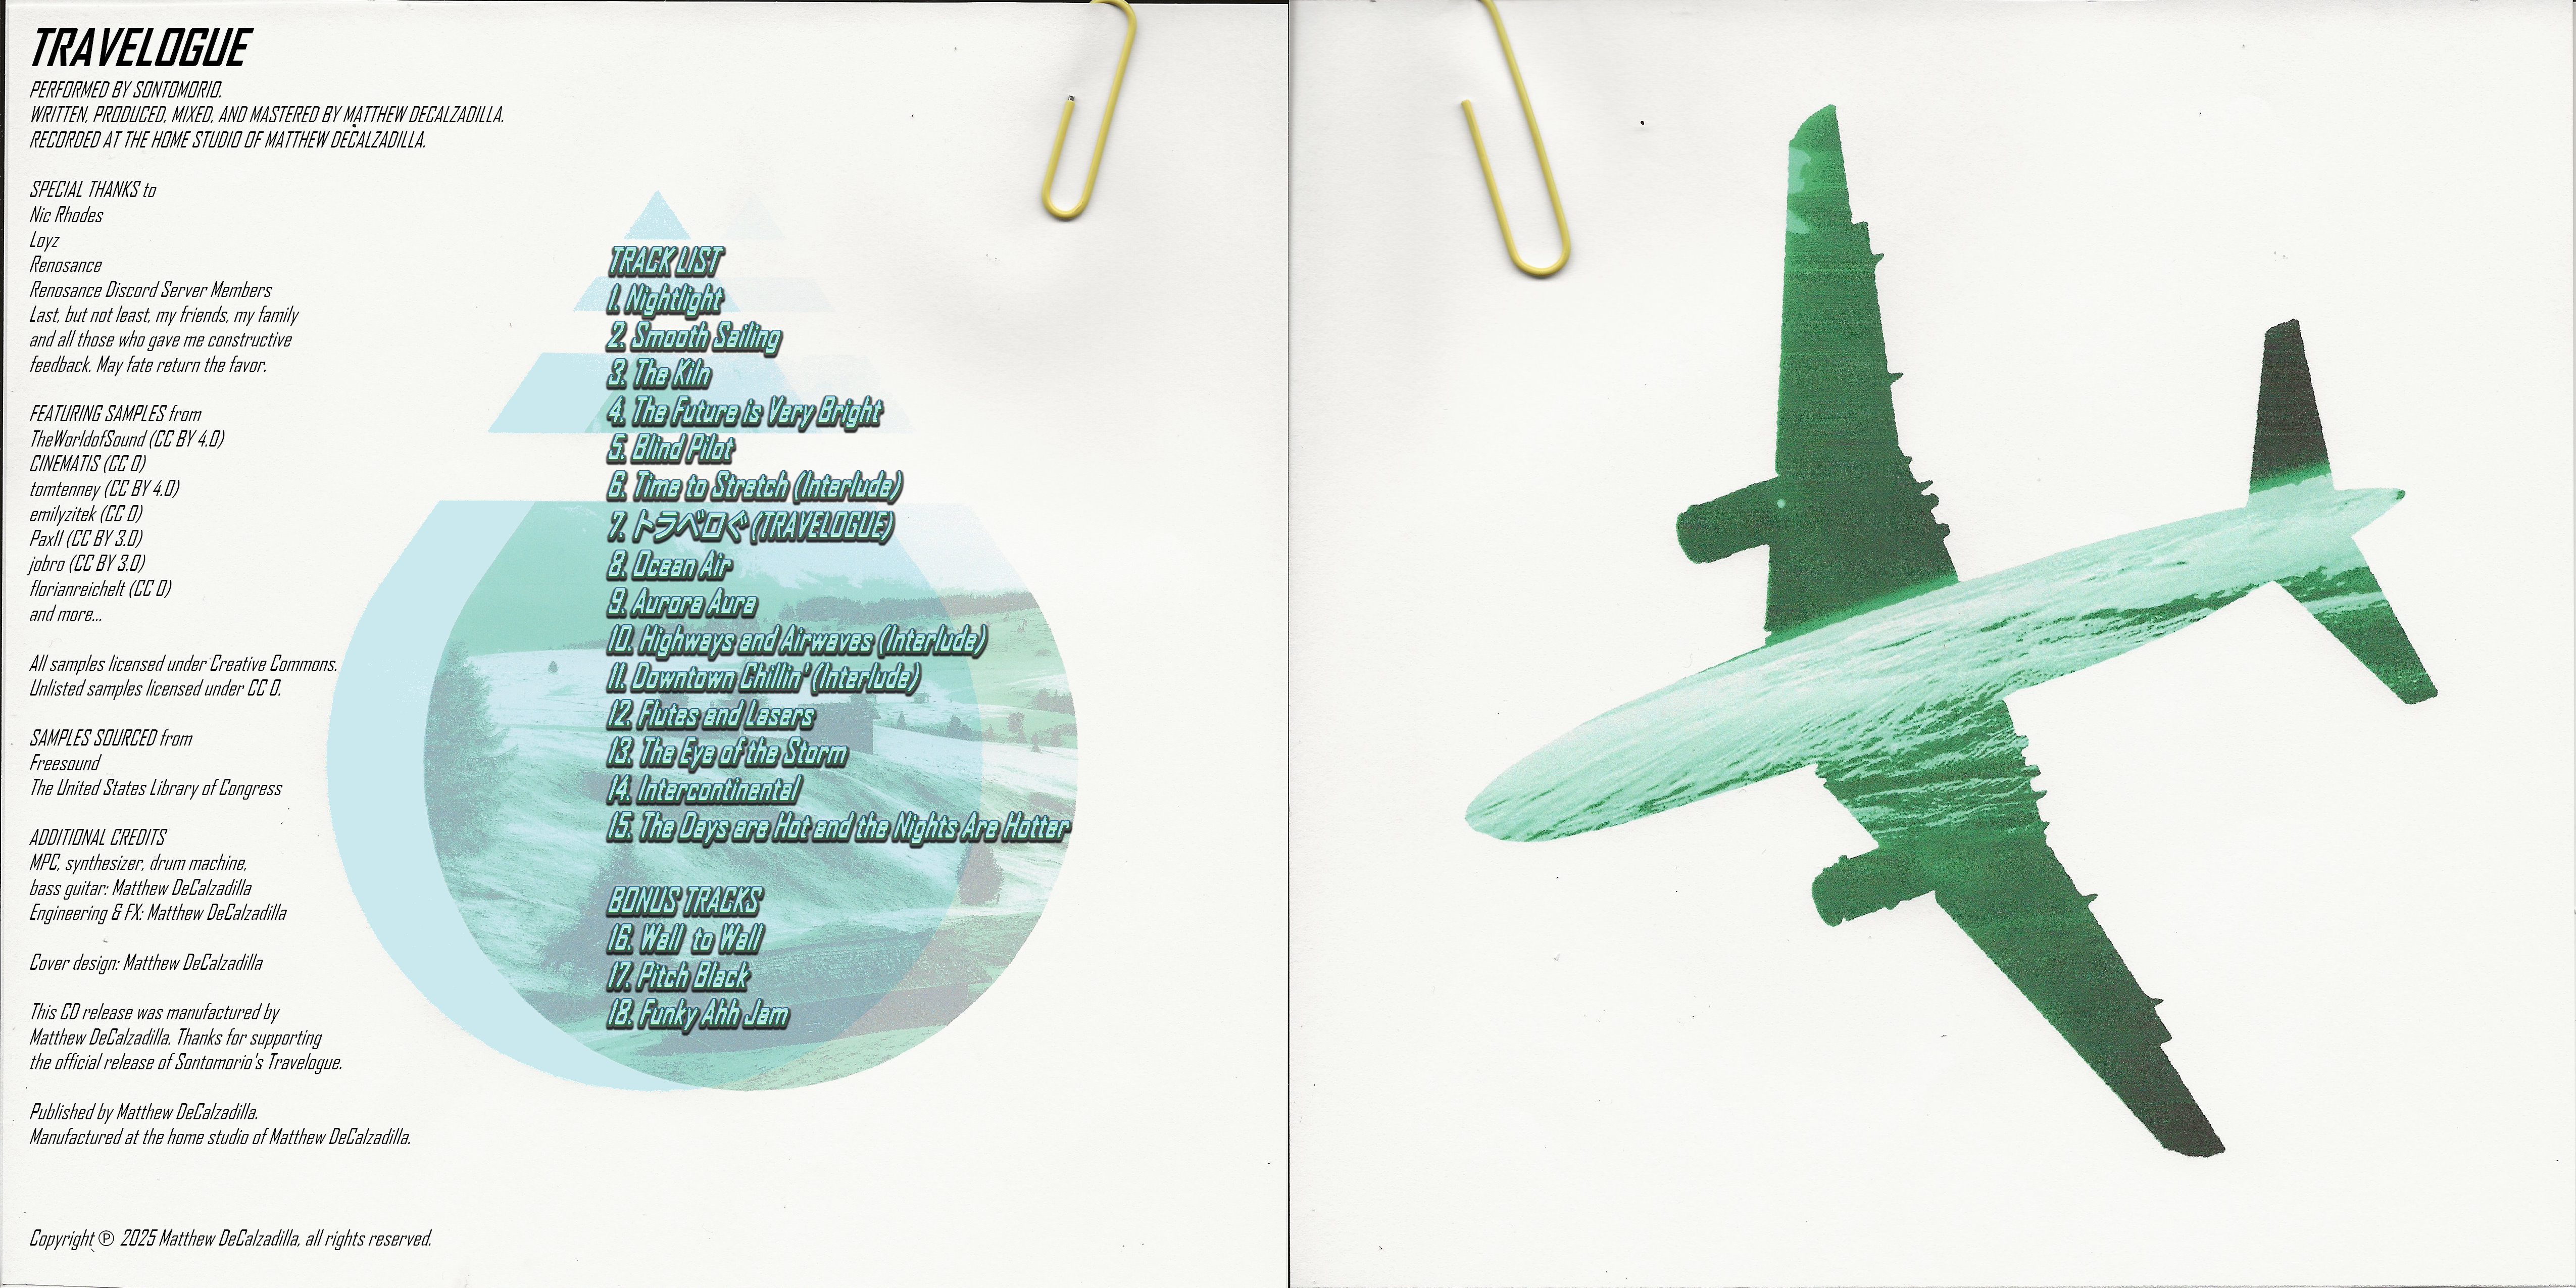 TRAVELOGUE
PERFORMED BY SONTOMORIO.
WRITTEN, PRODUCED, MIXED, AND MASTERED BY MATTHEW DECALZADILLA.
RECORDED AT THE HOME STUDIO OF MATTHEW DECALZADILLA.
SPECIAL THANKS to
Nic Rhodes
Loyz
Renosance
Renosance Discord Server Members
Last, but not least, my friends, my family
and all those who gave me constructive
feedback. May fate return the favor.
FEATURING SAMPLES from
TheWorldofSound (CC BY 4.0)
CINEMATIS (CC 0)
tomtenney (CC BY 4.0)
emilyzitek (CC 0)
Pax11 (CC BY 3.0)
jobro (CC BY 3.0)
florianreichelt (CC 0)
and more...
All samples licensed under Creative Commons.
Unlisted samples licensed under CC 0.
SAMPLES SOURCED from
Freesound
The United States Library of Congress
ADDITIONAL CREDITS
MPC, synthesizer, drum machine,
bass guitar: Matthew DeCalzadilla
Engineering & FX: Matthew DeCalzadilla
Cover design: Matthew DeCalzadilla
This CD release was manufactured by
Matthew DeCalzadilla. Thanks for supporting
the official release of Sontomorio's Travelogue.
Published by Matthew DeCalzadilla.
Manufactured at the home studio of Matthew DeCalzadilla.
Copyright ℗ 2025 Matthew DeCalzadilla, all rights reserved.
TRACK LIST
1. Nightlight
2. Smooth Sailing
3. The Kiln
4. The Future is Very Bright
5. Blind Pilot
6. Time to Stretch (Interlude)
7. トラベロぐ (TRAVELOGUE)
8. Ocean Air
9. Aurora Aura
10. Highways and Airwaves (Interlude)
11. Downtown Chillin' (Interlude)
12. Flutes and Lasers
13. The Eye of the Storm
14. Intercontinental
15. The Days are Hot and the Nights Are Hotter
BONUS TRACKS
16. Wall to Wall
17. Pitch Black
18. Funky Ahh Jam